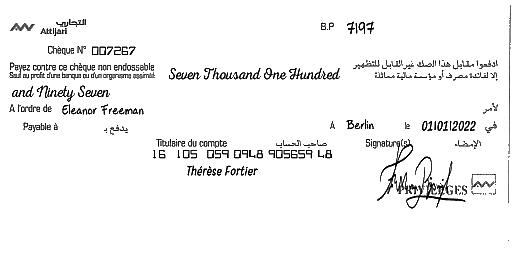 التجاري
Attijari
B.P 7197
Chèque N° 007267
Payez contre ce chèque non endossable
Sauf au profit d'une banque ou d'un organisme assimilé
Seven Thousand One Hundred
ادفعوا مقابل هذا الصك غير القابل للتظهير
إلا لفائدة مصرف أو مؤسسة مالية مماثلة
and Ninety Seven
A l'ordre de Eleanor Freeman
لأمر
Payable à
يدفع بـ
A Berlin le 01/01/2022 في
Titulaire du compte صاحب الحساب
Signature(s) الإمضاء
16 105 059 0948 905659 48
Thérèse Fortier
PRIVILEGES